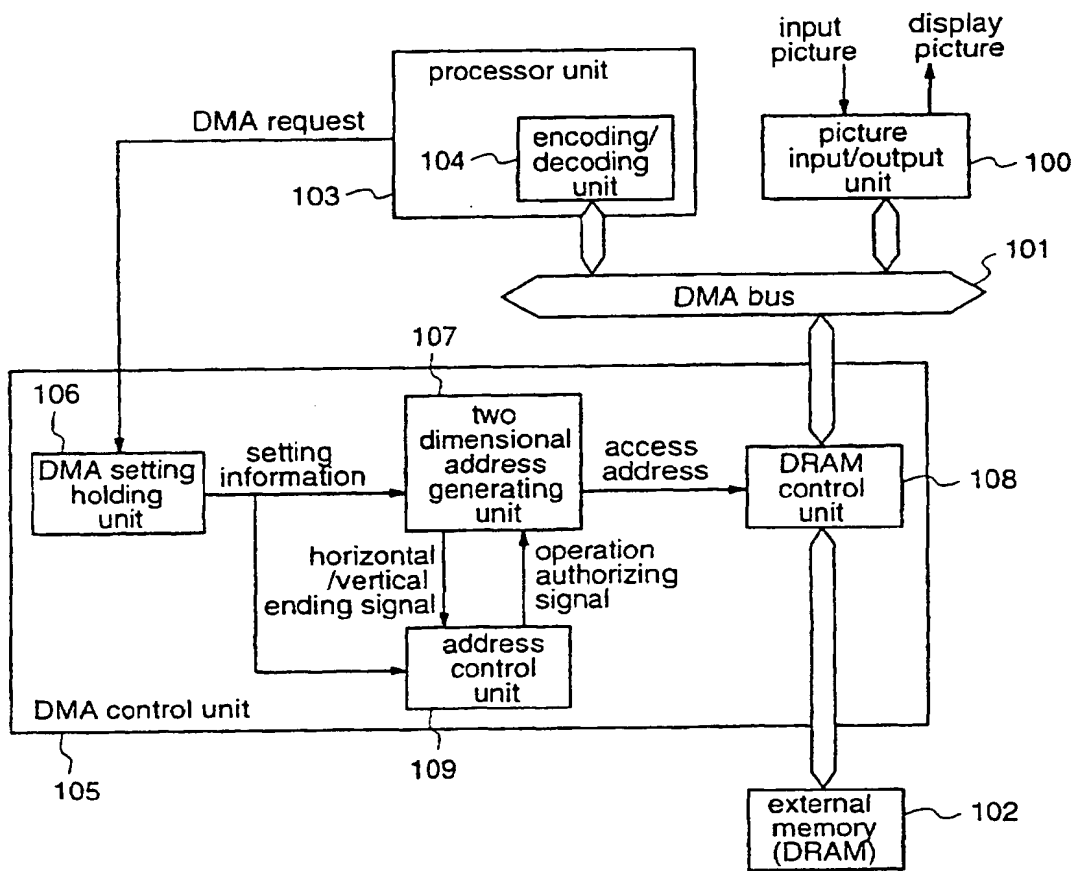 input
picture
display
picture
processor unit
DMA request
encoding/
decoding
unit
104
103
picture
input/output
unit
100
101
DMA bus
107
106
two
dimensional
address
generating unit
DMA setting
holding
unit
setting
information
access
address
DRAM
control
unit
108
horizontal
/vertical
ending signal
operation
authorizing
signal
address
control
unit
DMA control unit
105
109
external
memory
(DRAM)
102